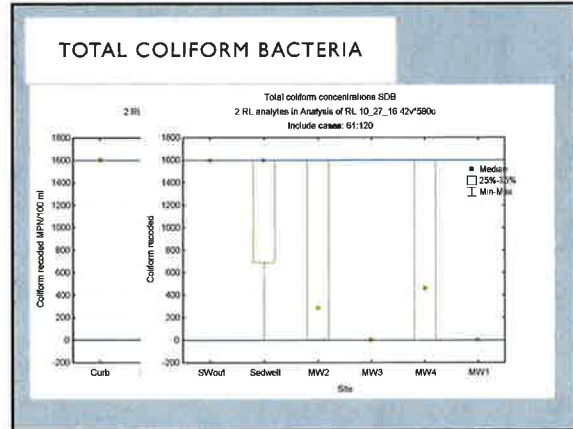 TOTAL COLIFORM BACTERIA
Total coliform concentrations SDB
2 RL analytes in Analysis of RL 10_27_16 42v*590c
Include cases: 61:120
2 RL
Coliform recoded MPN/100 ml
1800
1600
1400
1200
1000
800
600
400
200
0
-200
Curb
Coliform recoded
1800
1600
1400
1200
1000
800
600
400
200
0
-200
SWout Sedwell MW2 MW3 MW4 MW1
Site
Median
25%-75%
Min-Max